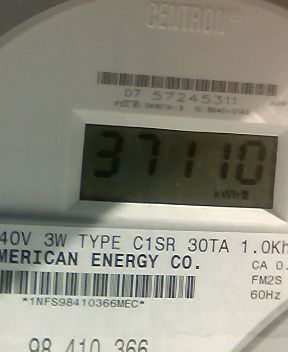 CENTRON
07 57245311
37110
kWh
40V 3W TYPE C1SR 30TA 1.0Kh
MERICAN ENERGY CO.
CA 0.
FM2S
60Hz
*1NFS98410366MEC*
98 410 366